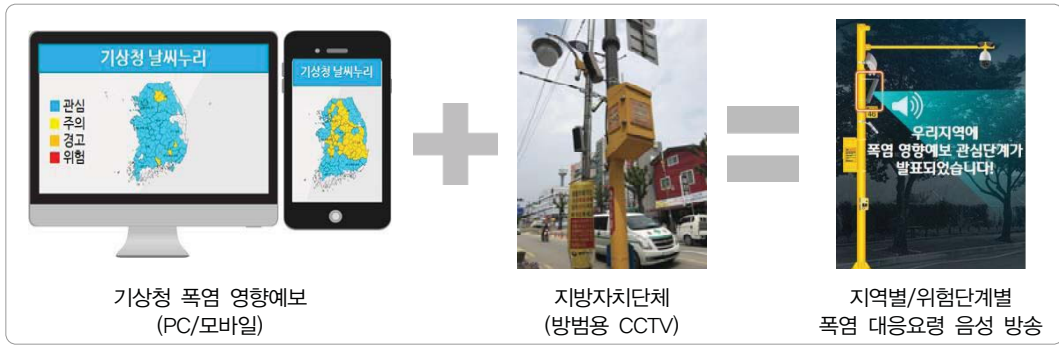 기상청 날씨누리
관심
주의
경고
위험
기상청 날씨누리
우리지역에
폭염 영향예보 관심단계가
발표되었습니다!
기상청 폭염 영향예보
(PC/모바일)
지방자치단체
(방범용 CCTV)
지역별/위험단계별
폭염 대응요령 음성 방송